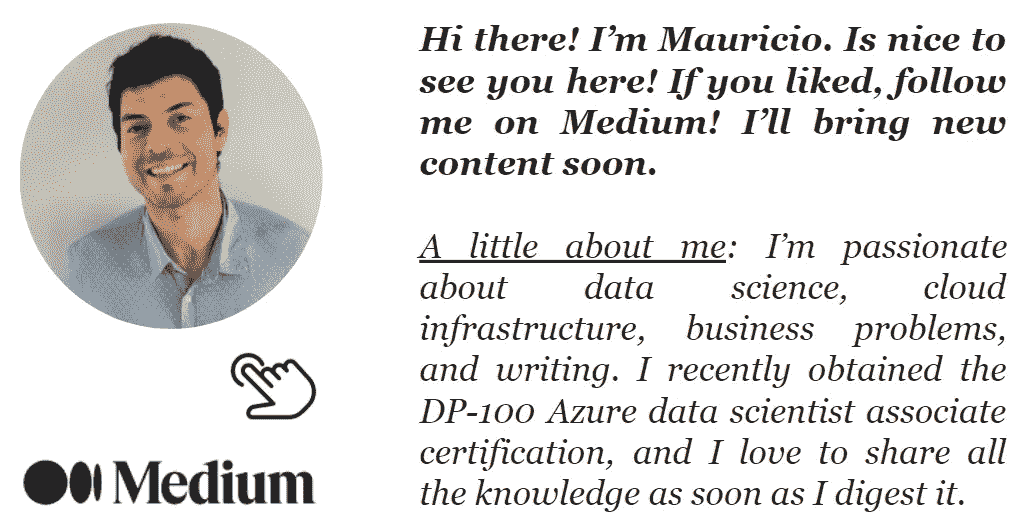 Hi there! I'm Mauricio. Is nice to
see you here! If you liked, follow
me on Medium! I'll bring new
content soon.
A little about me: I'm passionate
about data science, cloud
infrastructure, business problems,
and writing. I recently obtained the
DP-100 Azure data scientist associate
certification, and I love to share all
the knowledge as soon as I digest it.
Medium